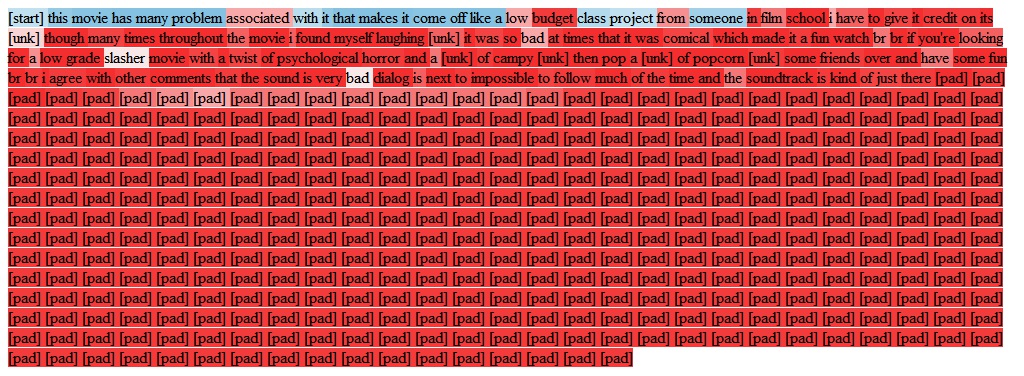 [start] this movie has many problem associated with it that makes it come off like a low budget class project from someone in film school i have to give it credit on its
[unk] though many times throughout the movie i found myself laughing [unk] it was so bad at times that it was comical which made it a fun watch br br if you're looking
for a low grade slasher movie with a twist of psychological horror and a [unk] of campy [unk] then pop a [unk] of popcorn [unk] some friends over and have some fun
br br i agree with other comments that the sound is very bad dialog is next to impossible to follow much of the time and the soundtrack is kind of just there [pad] [pad]
[pad] [pad] [pad] [pad] [pad] [pad] [pad] [pad] [pad] [pad] [pad] [pad] [pad] [pad] [pad] [pad] [pad] [pad] [pad] [pad] [pad] [pad] [pad] [pad] [pad] [pad] [pad]
[pad] [pad] [pad] [pad] [pad] [pad] [pad] [pad] [pad] [pad] [pad] [pad] [pad] [pad] [pad] [pad] [pad] [pad] [pad] [pad] [pad] [pad] [pad] [pad] [pad] [pad] [pad]
[pad] [pad] [pad] [pad] [pad] [pad] [pad] [pad] [pad] [pad] [pad] [pad] [pad] [pad] [pad] [pad] [pad] [pad] [pad] [pad] [pad] [pad] [pad] [pad] [pad] [pad] [pad]
[pad] [pad] [pad] [pad] [pad] [pad] [pad] [pad] [pad] [pad] [pad] [pad] [pad] [pad] [pad] [pad] [pad] [pad] [pad] [pad] [pad] [pad] [pad] [pad] [pad] [pad] [pad]
[pad] [pad] [pad] [pad] [pad] [pad] [pad] [pad] [pad] [pad] [pad] [pad] [pad] [pad] [pad] [pad] [pad] [pad] [pad] [pad] [pad] [pad] [pad] [pad] [pad] [pad] [pad]
[pad] [pad] [pad] [pad] [pad] [pad] [pad] [pad] [pad] [pad] [pad] [pad] [pad] [pad] [pad] [pad] [pad] [pad] [pad] [pad] [pad] [pad] [pad] [pad] [pad] [pad] [pad]
[pad] [pad] [pad] [pad] [pad] [pad] [pad] [pad] [pad] [pad] [pad] [pad] [pad] [pad] [pad] [pad] [pad] [pad] [pad] [pad] [pad] [pad] [pad] [pad] [pad] [pad] [pad]
[pad] [pad] [pad] [pad] [pad] [pad] [pad] [pad] [pad] [pad] [pad] [pad] [pad] [pad] [pad] [pad] [pad] [pad] [pad] [pad] [pad] [pad] [pad] [pad] [pad] [pad] [pad]
[pad] [pad] [pad] [pad] [pad] [pad] [pad] [pad] [pad] [pad] [pad] [pad] [pad] [pad] [pad] [pad] [pad] [pad] [pad] [pad] [pad] [pad] [pad] [pad] [pad] [pad] [pad]
[pad] [pad] [pad] [pad] [pad] [pad] [pad] [pad] [pad] [pad] [pad] [pad] [pad] [pad] [pad] [pad] [pad] [pad] [pad] [pad] [pad] [pad] [pad] [pad] [pad] [pad] [pad]
[pad] [pad] [pad] [pad] [pad] [pad] [pad] [pad] [pad] [pad] [pad] [pad] [pad] [pad] [pad] [pad] [pad] [pad] [pad] [pad] [pad] [pad] [pad] [pad] [pad] [pad] [pad]
[pad] [pad] [pad] [pad] [pad] [pad] [pad] [pad] [pad] [pad] [pad] [pad] [pad] [pad] [pad] [pad] [pad] [pad] [pad] [pad] [pad] [pad] [pad] [pad] [pad] [pad] [pad]
[pad] [pad] [pad] [pad] [pad] [pad] [pad] [pad] [pad] [pad] [pad] [pad] [pad] [pad] [pad] [pad] [pad] [pad] [pad] [pad] [pad] [pad] [pad] [pad] [pad] [pad] [pad]
[pad] [pad] [pad] [pad] [pad] [pad] [pad] [pad] [pad] [pad] [pad] [pad] [pad] [pad] [pad] [pad] [pad]